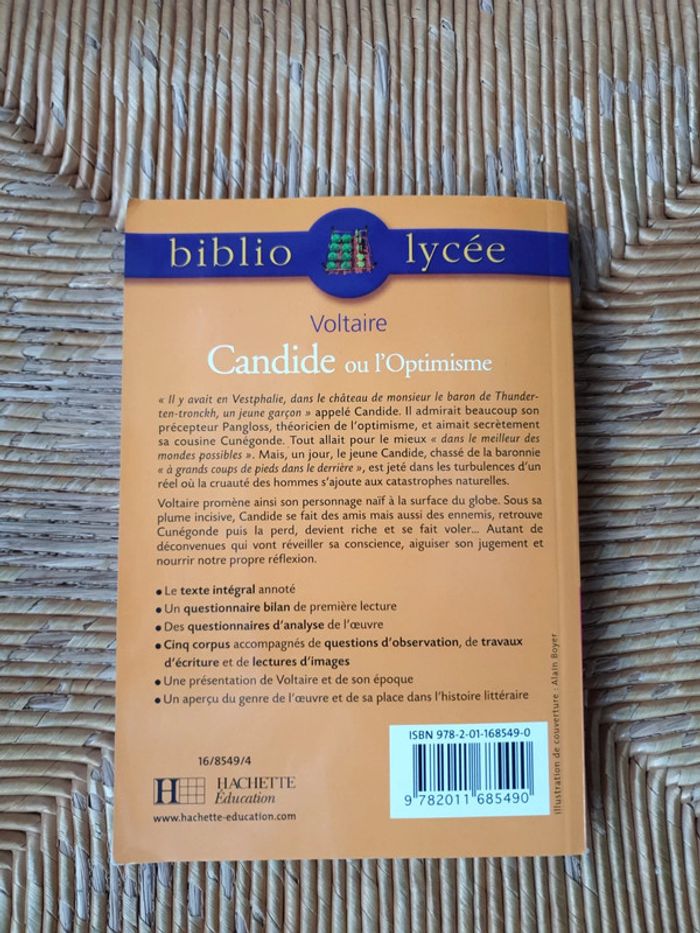 biblio lycée
Voltaire
Candide ou l'Optimisme
« Il y avait en Vestphalie, dans le château de monsieur le baron de Thunder-
ten-tronckh, un jeune garçon » appelé Candide. Il admirait beaucoup son
précepteur Pangloss, théoricien de l'optimisme, et aimait secrètement
sa cousine Cunégonde. Tout allait pour le mieux « dans le meilleur des
mondes possibles ». Mais, un jour, le jeune Candide, chassé de la baronnie
« à grands coups de pieds dans le derrière », est jeté dans les turbulences d'un
réel où la cruauté des hommes s'ajoute aux catastrophes naturelles.
Voltaire promène ainsi son personnage naïf à la surface du globe. Sous sa
plume incisive, Candide se fait des amis mais aussi des ennemis, retrouve
Cunégonde puis la perd, devient riche et se fait voler... Autant de
déconvenues qui vont réveiller sa conscience, aiguiser son jugement et
nourrir notre propre réflexion.
• Le texte intégral annoté
• Un questionnaire bilan de première lecture
• Des questionnaires d'analyse de l'œuvre
• Cinq corpus accompagnés de questions d'observation, de travaux
d'écriture et de lectures d'images
• Une présentation de Voltaire et de son époque
• Un aperçu du genre de l'œuvre et de sa place dans l'histoire littéraire
16/8549/4
H HACHETTE
Éducation
www.hachette-education.com
ISBN 978-2-01-168549-0
9 782011 685490
Illustration de couverture : Alain Boyer